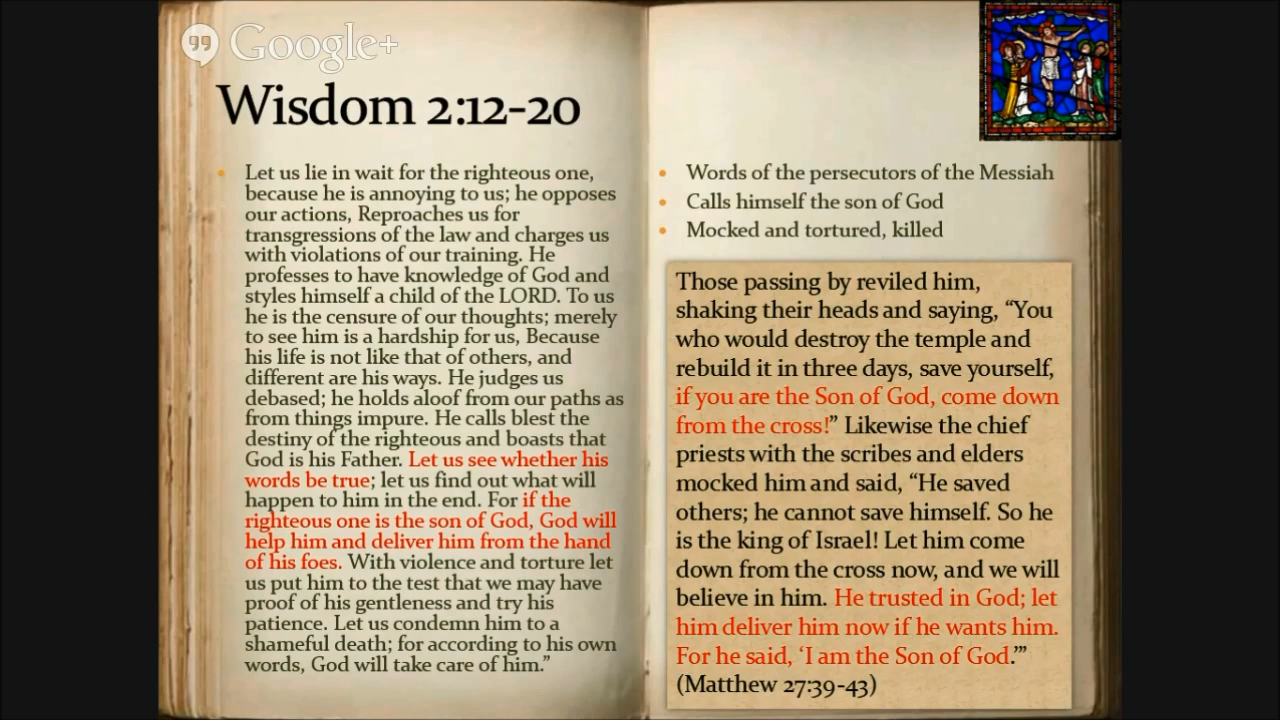 Google+
Wisdom 2:12-20
• Let us lie in wait for the righteous one,
because he is annoying to us; he opposes
our actions, Reproaches us for
transgressions of the law and charges us
with violations of our training. He
professes to have knowledge of God and
styles himself a child of the LORD. To us
he is the censure of our thoughts; merely
to see him is a hardship for us, Because
his life is not like that of others, and
different are his ways. He judges us
debased; he holds aloof from our paths as
from things impure. He calls blest the
destiny of the righteous and boasts that
God is his Father. Let us see whether his
words be true; let us find out what will
happen to him in the end. For if the
righteous one is the son of God, God will
help him and deliver him from the hand
of his foes. With violence and torture let
us put him to the test that we may have
proof of his gentleness and try his
patience. Let us condemn him to a
shameful death; for according to his own
words, God will take care of him.”
• Words of the persecutors of the Messiah
• Calls himself the son of God
• Mocked and tortured, killed
Those passing by reviled him,
shaking their heads and saying, “You
who would destroy the temple and
rebuild it in three days, save yourself,
if you are the Son of God, come down
from the cross!” Likewise the chief
priests with the scribes and elders
mocked him and said, “He saved
others; he cannot save himself. So he
is the king of Israel! Let him come
down from the cross now, and we will
believe in him. He trusted in God; let
him deliver him now if he wants him.
For he said, ‘I am the Son of God.’”
(Matthew 27:39-43)